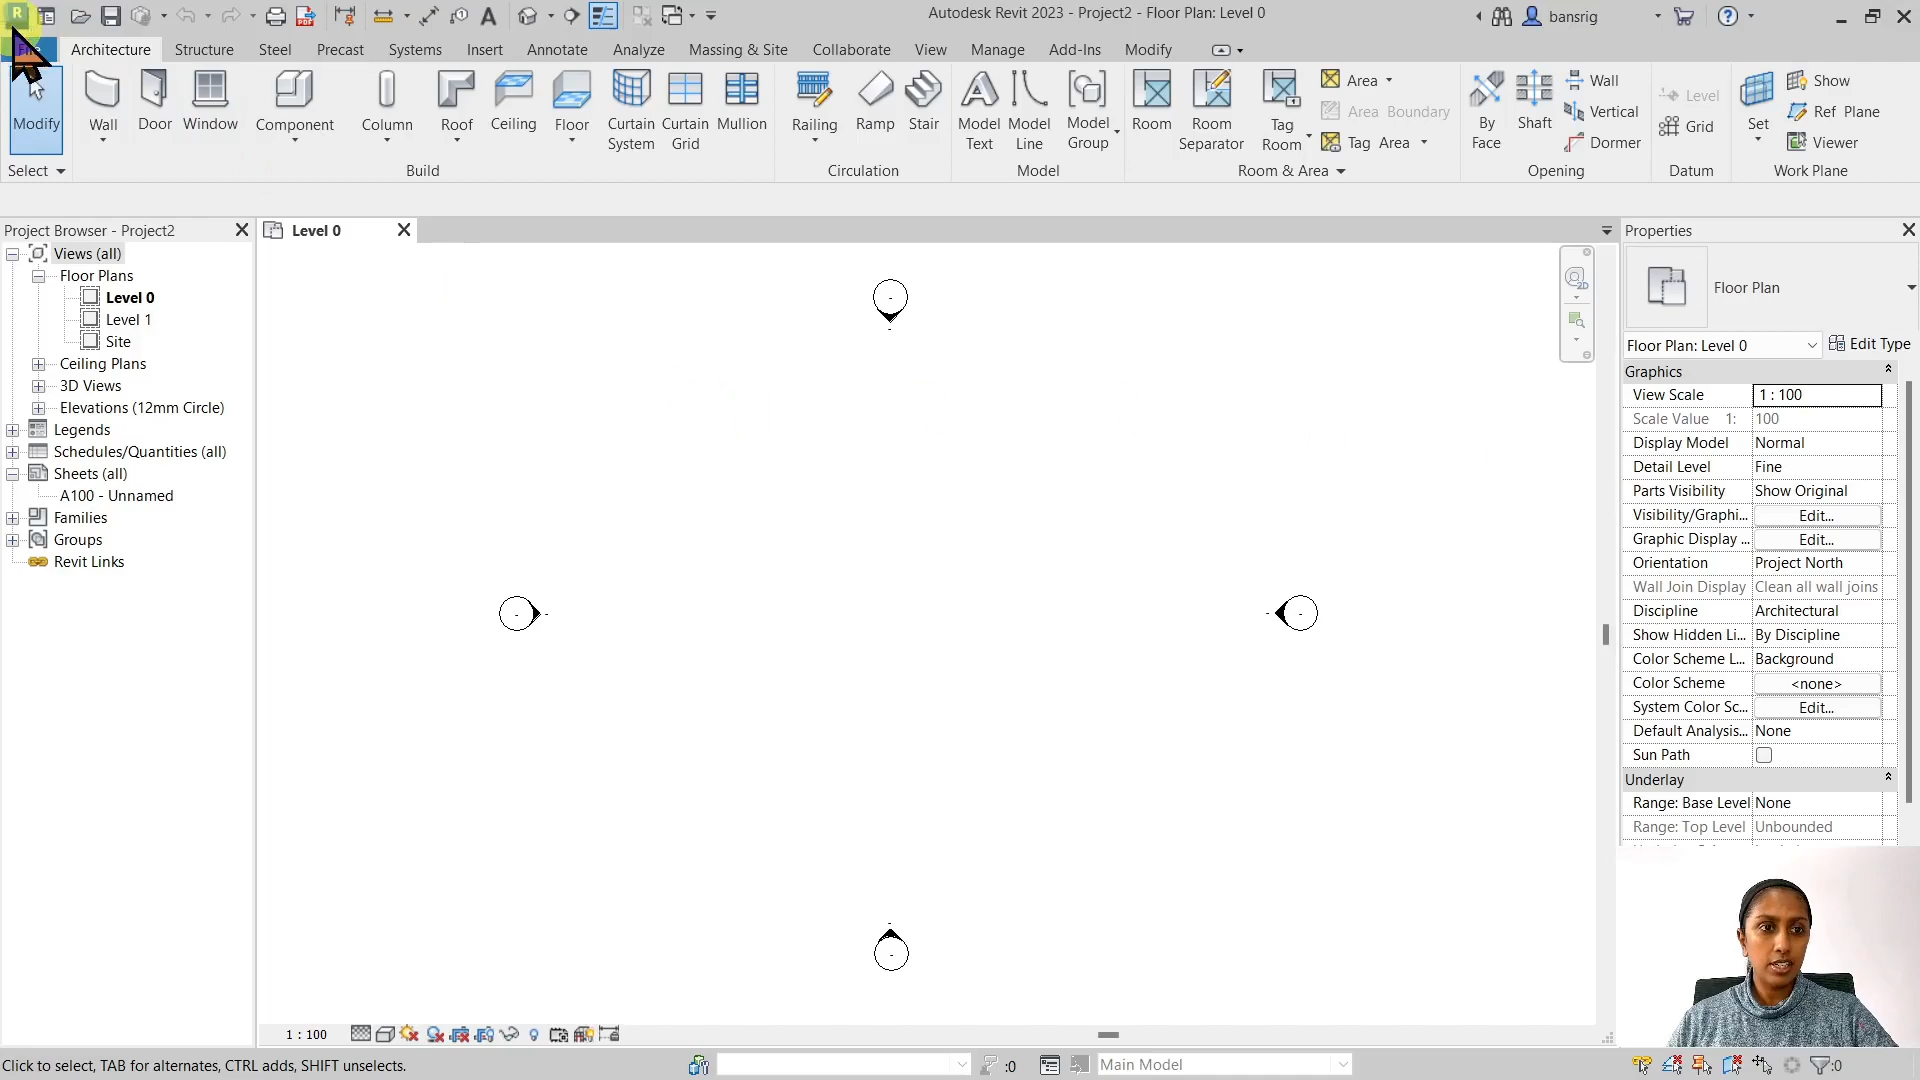 Autodesk Revit 2023 - Project2 - Floor Plan: Level 0
bansrig
File Architecture Structure Steel Precast Systems Insert Annotate Analyze Massing & Site Collaborate View Manage Add-Ins Modify
Modify
Wall
Door
Window
Component
Column
Roof
Ceiling
Floor
Curtain System
Curtain Grid
Mullion
Railing
Ramp
Stair
Model Text
Model Line
Model Group
Room
Room Separator
Tag Room
Area
Area Boundary
Tag Area
By Face
Shaft
Wall
Vertical
Dormer
Level
Grid
Set
Show
Ref Plane
Viewer
Select
Build
Circulation
Model
Room & Area
Opening
Datum
Work Plane
Project Browser - Project2
Views (all)
Floor Plans
Level 0
Level 1
Site
Ceiling Plans
3D Views
Elevations (12mm Circle)
Legends
Schedules/Quantities (all)
Sheets (all)
A100 - Unnamed
Families
Groups
Revit Links
Level 0
2D
Properties
Floor Plan
Floor Plan: Level 0
Edit Type
Graphics
View Scale 1 : 100
Scale Value 1: 100
Display Model Normal
Detail Level Fine
Parts Visibility Show Original
Visibility/Graphi... Edit...
Graphic Display ... Edit...
Orientation Project North
Wall Join Display Clean all wall joins
Discipline Architectural
Show Hidden Li... By Discipline
Color Scheme L... Background
Color Scheme <none>
System Color Sc... Edit...
Default Analysis... None
Sun Path
Underlay
Range: Base Level None
Range: Top Level Unbounded
1 : 100
Click to select, TAB for alternates, CTRL adds, SHIFT unselects.
:0
Main Model
:0